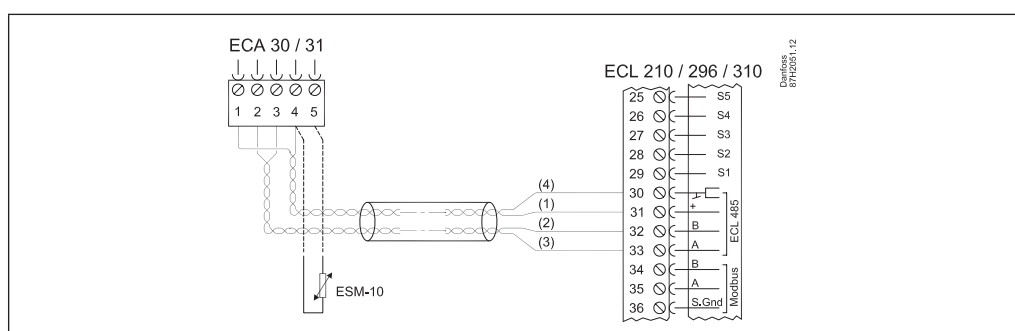 ECA 30 / 31
1 2 3 4 5
ESM-10
(4)
(1)
(2)
(3)
ECL 210 / 296 / 310
25 S5
26 S4
27 S3
28 S2
29 S1
30
31 +
32 B
33 A
ECL 485
34 B
35 A
36 S.Gnd
Modbus
Danfoss
87H2051.12